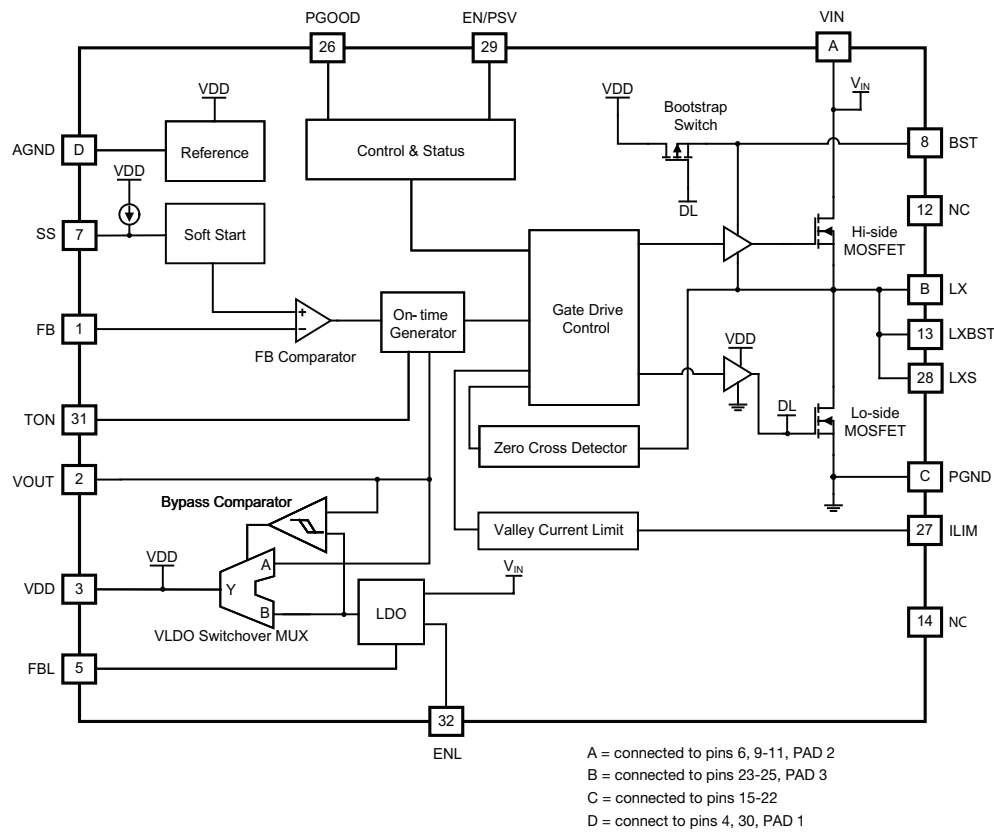 PGOOD
EN/PSV
VIN
26
29
A
VDD
VDD
Bootstrap
Switch
VIN
AGND
D
Reference
Control & Status
8
BST
VDD
DL
12
NC
SS
7
Soft Start
Hi-side
MOSFET
Gate Drive
Control
B
LX
On-time
Generator
+
–
FB
1
FB Comparator
13
LXBST
VDD
28
LXS
TON
31
DL
Lo-side
MOSFET
Zero Cross Detector
VOUT
2
C
PGND
Bypass Comparator
Valley Current Limit
27
ILIM
VDD
A
VIN
VDD
3
Y
B
LDO
VLDO Switchover MUX
14
NC
FBL
5
32
ENL
A = connected to pins 6, 9-11, PAD 2
B = connected to pins 23-25, PAD 3
C = connected to pins 15-22
D = connect to pins 4, 30, PAD 1